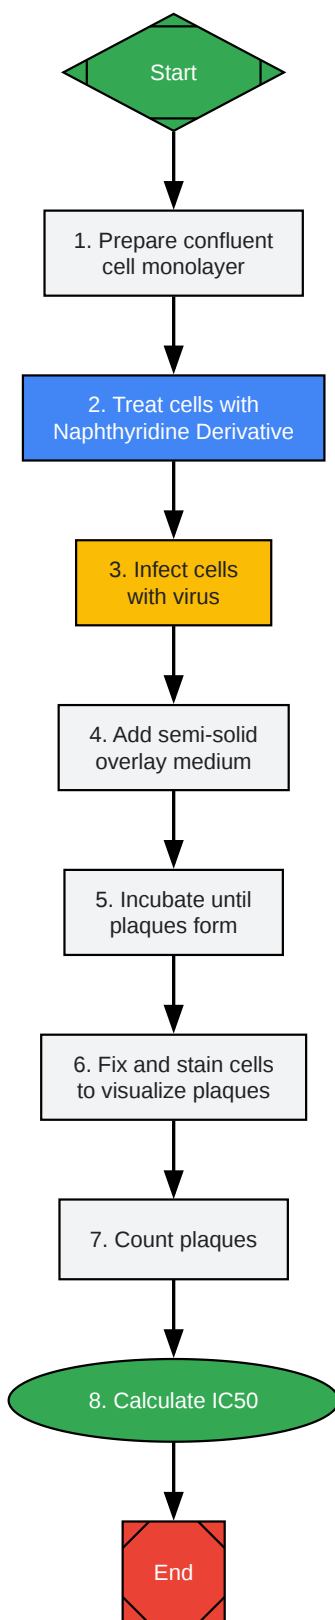 Start
1. Prepare confluent
cell monolayer
2. Treat cells with
Naphthyridine Derivative
3. Infect cells
with virus
4. Add semi-solid
overlay medium
5. Incubate until
plaques form
6. Fix and stain cells
to visualize plaques
7. Count plaques
8. Calculate IC50
End